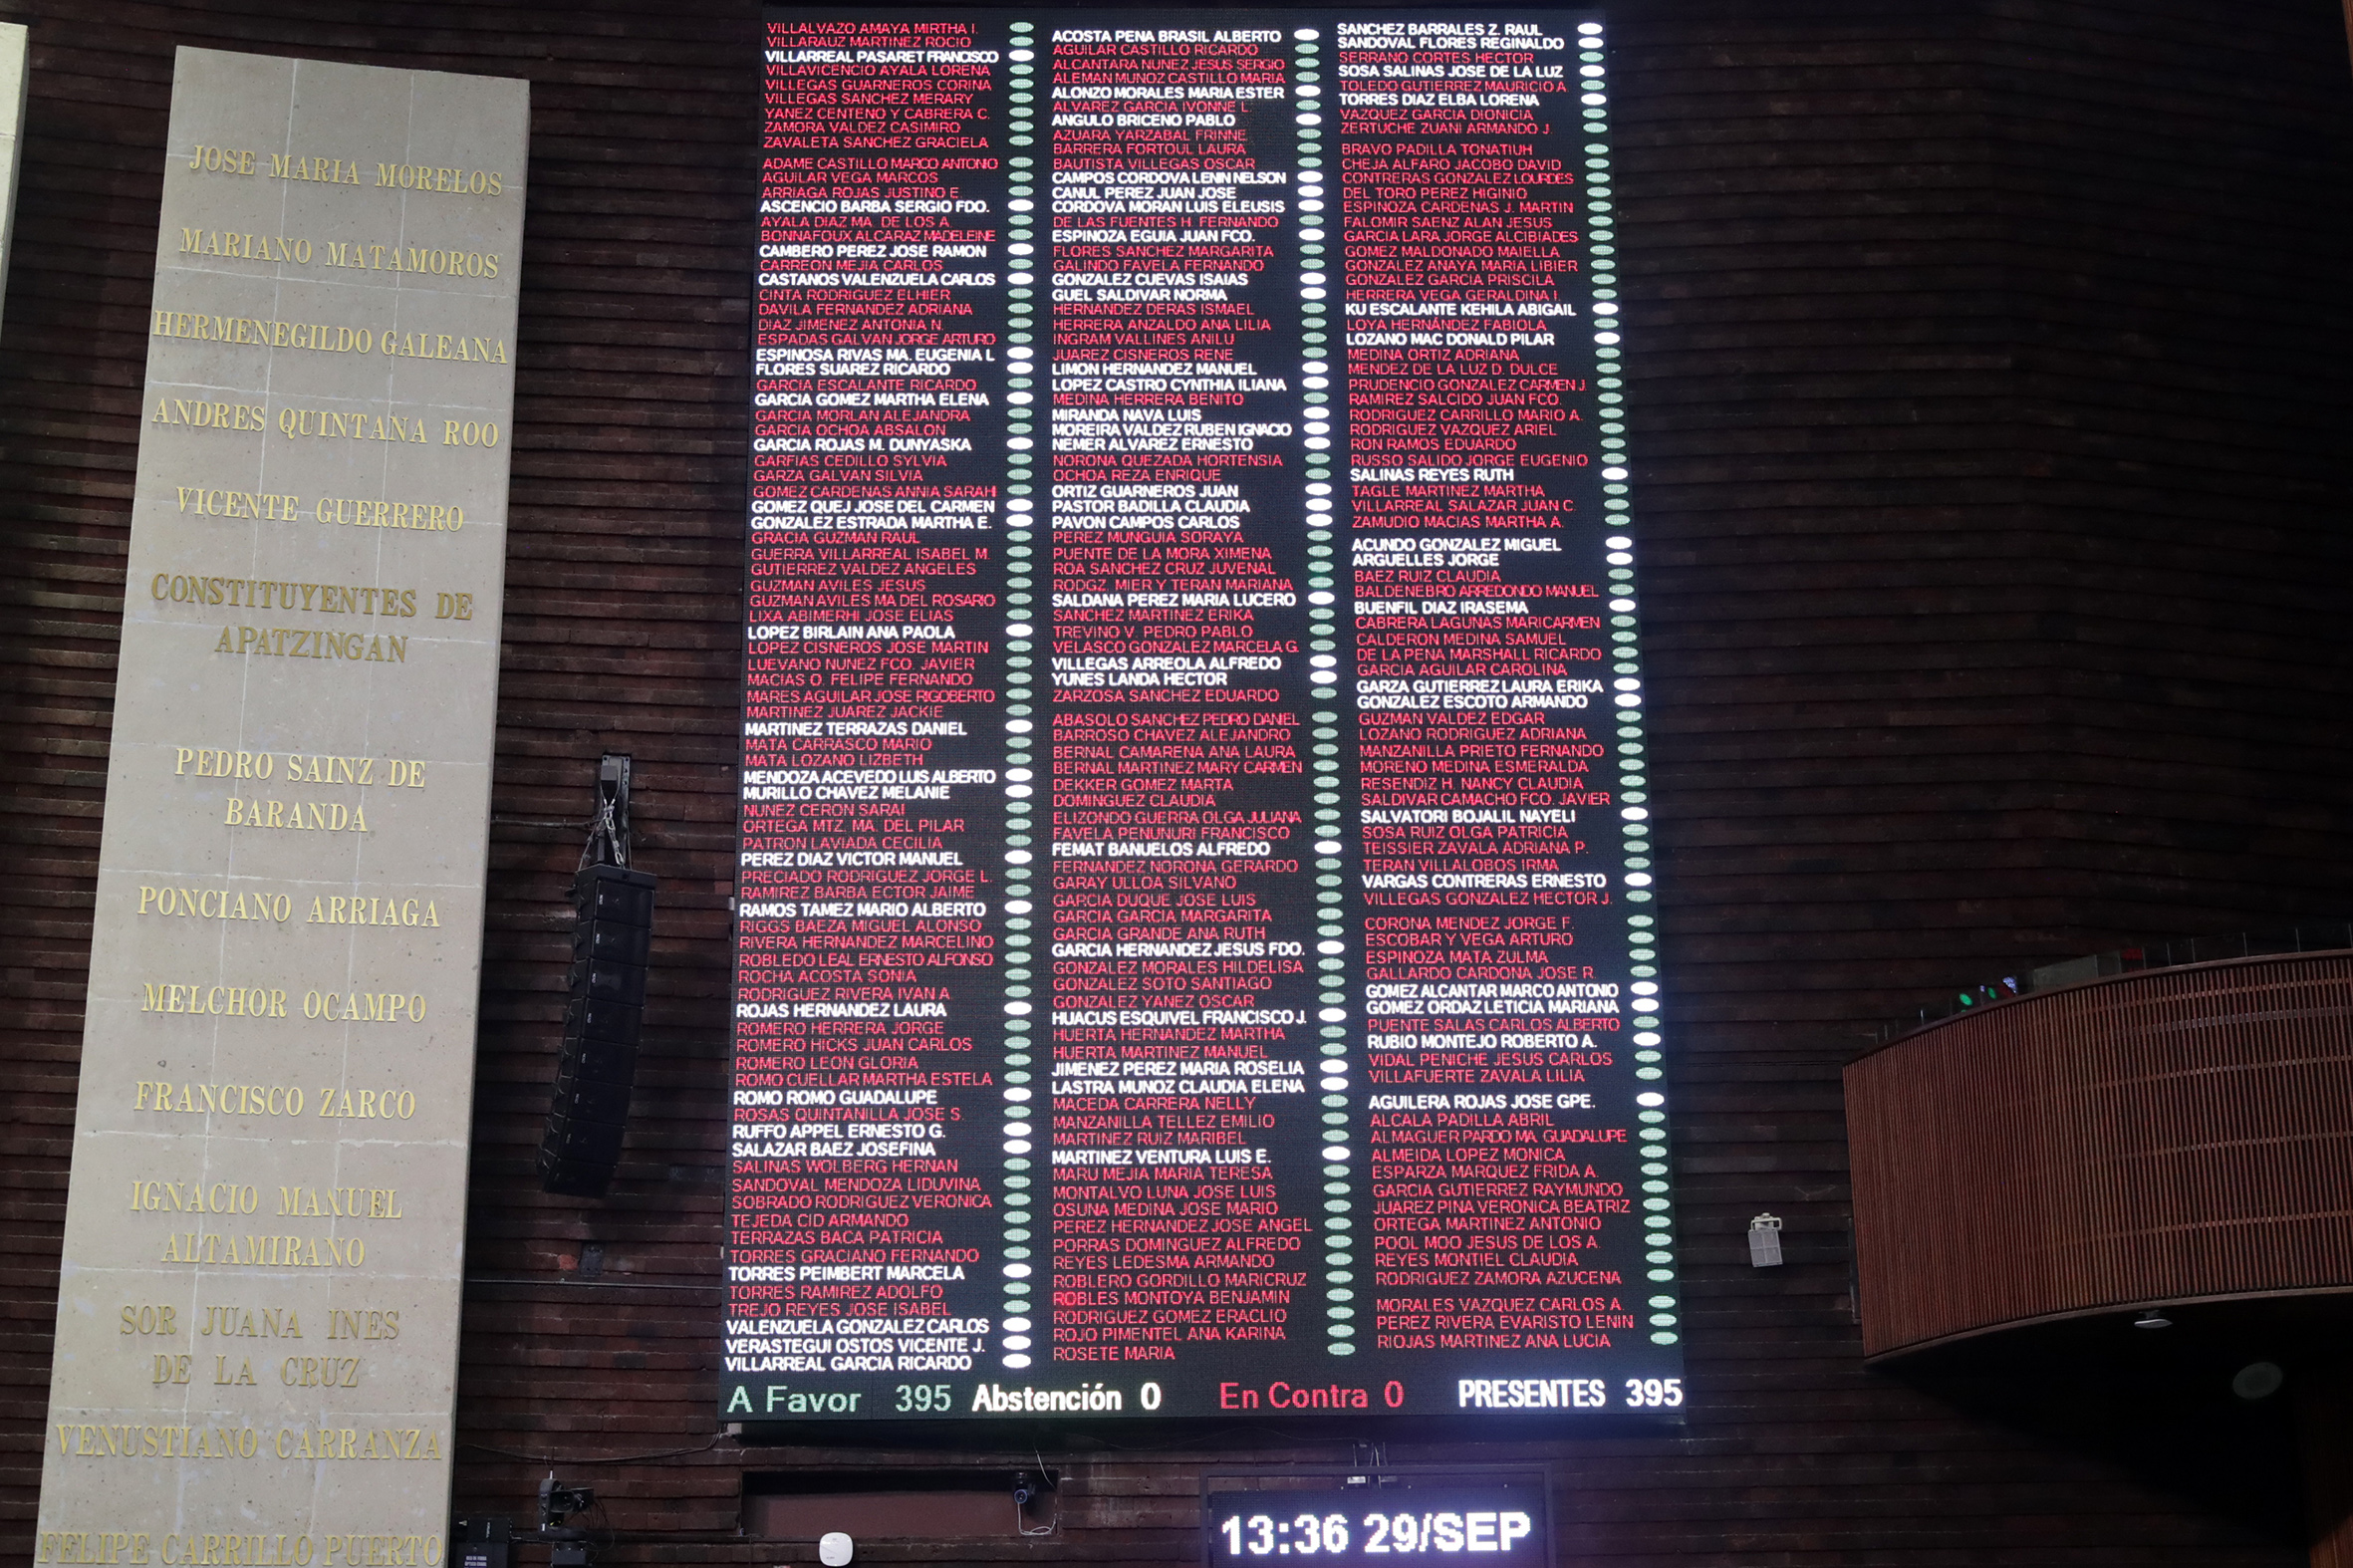 JOSE MARIA MORELOS
MARIANO MATAMOROS
HERMENEGILDO GALEANA
ANDRES QUINTANA ROO
VICENTE GUERRERO
CONSTITUYENTES DE
APATZINGAN
PEDRO SAINZ DE
BARANDA
PONCIANO ARRIAGA
MELCHOR OCAMPO
FRANCISCO ZARCO
IGNACIO MANUEL
ALTAMIRANO
SOR JUANA INES
DE LA CRUZ
VENUSTIANO CARRANZA
FELIPE CARRILLO PUERTO
VILLALVAZO AMAYA MIRTHA I.
VILLARAUZ MARTINEZ ROCIO
VILLARREAL PASARET FRANCISCO
VILLAVICENCIO AYALA LORENA
VILLEGAS GUARNEROS CORINA
VILLEGAS SANCHEZ MERARY
YANEZ CENTENO Y CABRERA C.
ZAMORA VALDEZ CASIMIRO
ZAVALETA SANCHEZ GRACIELA
ADAME CASTILLO MARCO ANTONIO
AGUILAR VEGA MARCOS
ARRIAGA ROJAS JUSTINO E.
ASCENCIO BARBA SERGIO FDO.
AYALA DIAZ MA. DE LOS A.
BONNAFOUX ALCARAZ MADELEINE
CAMBERO PEREZ JOSE RAMON
CARREON MEJIA CARLOS
CASTANOS VALENZUELA CARLOS
CINTA RODRIGUEZ ELHIER
DAVILA FERNANDEZ ADRIANA
DIAZ JIMENEZ ANTONIA N.
ESPADAS GALVAN JORGE ARTURO
ESPINOSA RIVAS MA. EUGENIA L
FLORES SUAREZ RICARDO
GARCIA ESCALANTE RICARDO
GARCIA GOMEZ MARTHA ELENA
GARCIA MORLAN ALEJANDRA
GARCIA OCHOA ABSALON
GARCIA ROJAS M. DUNYASKA
GARFIAS CEDILLO SYLVIA
GARZA GALVAN SILVIA
GOMEZ CARDENAS ANNIA SARAHI
GOMEZ QUEJ JOSE DEL CARMEN
GONZALEZ ESTRADA MARTHA E.
GRACIA GUZMAN RAUL
GUERRA VILLARREAL ISABEL M.
GUTIERREZ VALDEZ ANGELES
GUZMAN AVILES JESUS
GUZMAN AVILES MA DEL ROSARIO
LIXA ABIMERHI JOSE ELIAS
LOPEZ BIRLAIN ANA PAOLA
LOPEZ CISNEROS JOSE MARTIN
LUEVANO NUNEZ FCO. JAVIER
MACIAS O. FELIPE FERNANDO
MARES AGUILAR JOSE RIGOBERTO
MARTINEZ JUAREZ JACKIE
MARTINEZ TERRAZAS DANIEL
MATA CARRASCO MARIO
MATA LOZANO LIZBETH
MENDOZA ACEVEDO LUIS ALBERTO
MURILLO CHAVEZ MELANIE
NUNEZ CERON SARAI
ORTEGA MTZ. MA. DEL PILAR
PATRON LAVIADA CECILIA
PEREZ DIAZ VICTOR MANUEL
PRECIADO RODRIGUEZ JORGE L.
RAMIREZ BARBA ECTOR JAIME
RAMOS TAMEZ MARIO ALBERTO
RIGGS BAEZA MIGUEL ALONSO
RIVERA HERNANDEZ MARCELINO
ROBLEDO LEAL ERNESTO ALFONSO
ROCHA ACOSTA SONIA
RODRIGUEZ RIVERA IVAN A.
ROJAS HERNANDEZ LAURA
ROMERO HERRERA JORGE
ROMERO HICKS JUAN CARLOS
ROMERO LEON GLORIA
ROMO CUELLAR MARTHA ESTELA
ROMO ROMO GUADALUPE
ROSAS QUINTANILLA JOSE S.
RUFFO APPEL ERNESTO G.
SALAZAR BAEZ JOSEFINA
SALINAS WOLBERG HERNAN
SANDOVAL MENDOZA LIDUVINA
SOBRADO RODRIGUEZ VERONICA
TEJEDA CID ARMANDO
TERRAZAS BACA PATRICIA
TORRES GRACIANO FERNANDO
TORRES PEIMBERT MARCELA
TORRES RAMIREZ ADOLFO
TREJO REYES JOSE ISABEL
VALENZUELA GONZALEZ CARLOS
VERASTEGUI OSTOS VICENTE J.
VILLARREAL GARCIA RICARDO
ACOSTA PENA BRASIL ALBERTO
AGUILAR CASTILLO RICARDO
ALCANTARA NUNEZ JESUS SERGIO
ALEMAN MUNOZ CASTILLO MARIA
ALONZO MORALES MARIA ESTER
ALVAREZ GARCIA IVONNE L.
ANGULO BRICENO PABLO
AZUARA YARZABAL FRINNE
BARRERA FORTOUL LAURA
BAUTISTA VILLEGAS OSCAR
CAMPOS CORDOVA LENIN NELSON
CANUL PEREZ JUAN JOSE
CORDOVA MORAN LUIS ELEUSIS
DE LAS FUENTES H. FERNANDO
ESPINOZA EGUIA JUAN FCO.
FLORES SANCHEZ MARGARITA
GALINDO FAVELA FERNANDO
GONZALEZ CUEVAS ISAIAS
GUEL SALDIVAR NORMA
HERNANDEZ DERAS ISMAEL
HERRERA ANZALDO ANA LILIA
INGRAM VALLINES ANILU
JUAREZ CISNEROS RENE
LIMON HERNANDEZ MANUEL
LOPEZ CASTRO CYNTHIA ILIANA
MEDINA HERRERA BENITO
MIRANDA NAVA LUIS
MOREIRA VALDEZ RUBEN IGNACIO
NEMER ALVAREZ ERNESTO
NORONA QUEZADA HORTENSIA
OCHOA REZA ENRIQUE
ORTIZ GUARNEROS JUAN
PASTOR BADILLA CLAUDIA
PAVON CAMPOS CARLOS
PEREZ MUNGUIA SORAYA
PUENTE DE LA MORA XIMENA
ROA SANCHEZ CRUZ JUVENAL
RODGZ. MIER Y TERAN MARIANA
SALDANA PEREZ MARIA LUCERO
SANCHEZ MARTINEZ ERIKA
TREVINO V. PEDRO PABLO
VELASCO GONZALEZ MARCELA G.
VILLEGAS ARREOLA ALFREDO
YUNES LANDA HECTOR
ZARZOSA SANCHEZ EDUARDO
ABASOLO SANCHEZ PEDRO DANIEL
BARROSO CHAVEZ ALEJANDRO
BERNAL CAMARENA ANA LAURA
BERNAL MARTINEZ MARY CARMEN
DEKKER GOMEZ MARTA
DOMINGUEZ CLAUDIA
ELIZONDO GUERRA OLGA JULIANA
FAVELA PENUNURI FRANCISCO
FEMAT BANUELOS ALFREDO
FERNANDEZ NORONA GERARDO
GARAY ULLOA SILVANO
GARCIA DUQUE JOSE LUIS
GARCIA GARCIA MARGARITA
GARCIA GRANDE ANA RUTH
GARCIA HERNANDEZ JESUS FDO.
GONZALEZ MORALES HILDELISA
GONZALEZ SOTO SANTIAGO
GONZALEZ YANEZ OSCAR
HUACUS ESQUIVEL FRANCISCO J.
HUERTA HERNANDEZ MARTHA
HUERTA MARTINEZ MANUEL
JIMENEZ PEREZ MARIA ROSELIA
LASTRA MUNOZ CLAUDIA ELENA
MACEDA CARRERA NELLY
MANZANILLA TELLEZ EMILIO
MARTINEZ RUIZ MARIBEL
MARTINEZ VENTURA LUIS E.
MARU MEJIA MARIA TERESA
MONTALVO LUNA JOSE LUIS
OSUNA MEDINA JOSE MARIO
PEREZ HERNANDEZ JOSE ANGEL
PORRAS DOMINGUEZ ALFREDO
REYES LEDESMA ARMANDO
ROBLERO GORDILLO MARICRUZ
ROBLES MONTOYA BENJAMIN
RODRIGUEZ GOMEZ ERACLIO
ROJO PIMENTEL ANA KARINA
ROSETE MARIA
SANCHEZ BARRALES Z. RAUL
SANDOVAL FLORES REGINALDO
SERRANO CORTES HECTOR
SOSA SALINAS JOSE DE LA LUZ
TOLEDO GUTIERREZ MAURICIO A.
TORRES DIAZ ELBA LORENA
VAZQUEZ GARCIA DIONICIA
ZERTUCHE ZUANI ARMANDO J.
BRAVO PADILLA TONATIUH
CHEJA ALFARO JACOBO DAVID
CONTRERAS GONZALEZ LOURDES
DEL TORO PEREZ HIGINIO
ESPINOZA CARDENAS J. MARTIN
FALOMIR SAENZ ALAN JESUS
GARCIA LARA JORGE ALCIBIADES
GOMEZ MALDONADO MAIELLA
GONZALEZ ANAYA MARIA LIBIER
GONZALEZ GARCIA PRISCILA
HERRERA VEGA GERALDINA I.
KU ESCALANTE KEHILA ABIGAIL
LOYA HERNÁNDEZ FABIOLA
LOZANO MAC DONALD PILAR
MEDINA ORTIZ ADRIANA
MENDEZ DE LA LUZ D. DULCE
PRUDENCIO GONZALEZ CARMEN J.
RAMIREZ SALCIDO JUAN FCO.
RODRIGUEZ CARRILLO MARIO A.
RODRIGUEZ VAZQUEZ ARIEL
RON RAMOS EDUARDO
RUSSO SALIDO JORGE EUGENIO
SALINAS REYES RUTH
TAGLE MARTINEZ MARTHA
VILLARREAL SALAZAR JUAN C.
ZAMUDIO MACIAS MARTHA A.
ACUNDO GONZALEZ MIGUEL
ARGUELLES JORGE
BAEZ RUIZ CLAUDIA
BALDENEBRO ARREDONDO MANUEL
BUENFIL DIAZ IRASEMA
CABRERA LAGUNAS MARICARMEN
CALDERON MEDINA SAMUEL
DE LA PENA MARSHALL RICARDO
GARCIA AGUILAR CAROLINA
GARZA GUTIERREZ LAURA ERIKA
GONZALEZ ESCOTO ARMANDO
GUZMAN VALDEZ EDGAR
LOZANO RODRIGUEZ ADRIANA
MANZANILLA PRIETO FERNANDO
MORENO MEDINA ESMERALDA
RESENDIZ H. NANCY CLAUDIA
SALDIVAR CAMACHO FCO. JAVIER
SALVATORI BOJALIL NAYELI
SOSA RUIZ OLGA PATRICIA
TEISSIER ZAVALA ADRIANA P.
TERAN VILLALOBOS IRMA
VARGAS CONTRERAS ERNESTO
VILLEGAS GONZALEZ HECTOR J.
CORONA MENDEZ JORGE F.
ESCOBAR Y VEGA ARTURO
ESPINOZA MATA ZULMA
GALLARDO CARDONA JOSE R.
GOMEZ ALCANTAR MARCO ANTONIO
GOMEZ ORDAZ LETICIA MARIANA
PUENTE SALAS CARLOS ALBERTO
RUBIO MONTEJO ROBERTO A.
VIDAL PENICHE JESUS CARLOS
VILLAFUERTE ZAVALA LILIA
AGUILERA ROJAS JOSE GPE.
ALCALA PADILLA ABRIL
ALMAGUER PARDO MA. GUADALUPE
ALMEIDA LOPEZ MONICA
ESPARZA MARQUEZ FRIDA A.
GARCIA GUTIERREZ RAYMUNDO
JUAREZ PINA VERONICA BEATRIZ
ORTEGA MARTINEZ ANTONIO
POOL MOO JESUS DE LOS A.
REYES MONTIEL CLAUDIA
RODRIGUEZ ZAMORA AZUCENA
MORALES VAZQUEZ CARLOS A.
PEREZ RIVERA EVARISTO LENIN
RIOJAS MARTINEZ ANA LUCIA
A Favor 395 Abstención 0 En Contra 0 PRESENTES 395
13:36 29/SEP